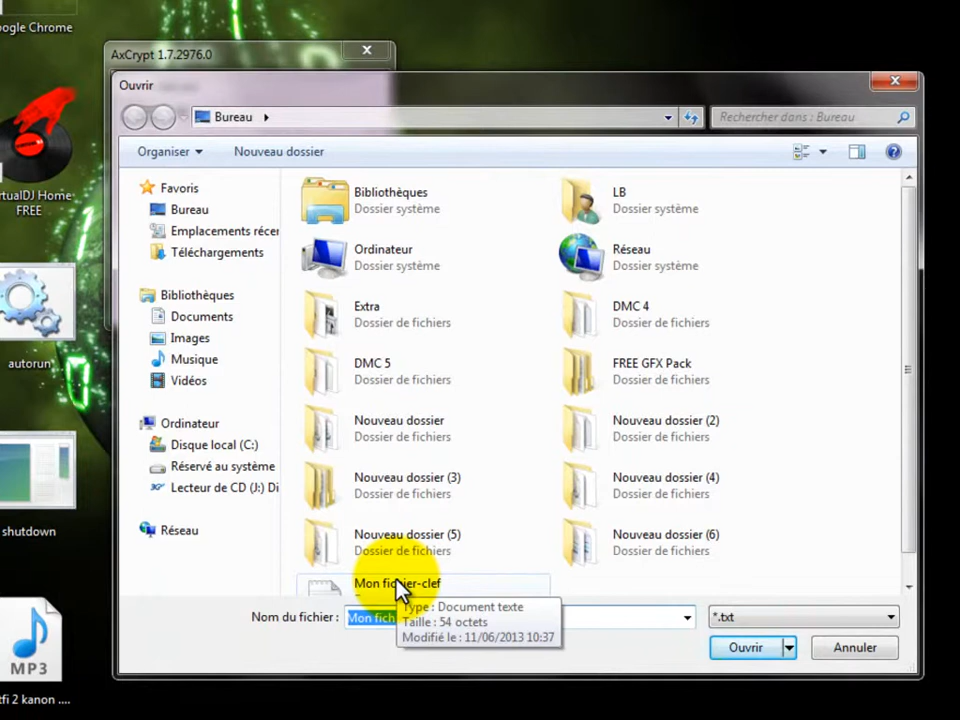 oogle Chrome
AxCrypt 1.7.2976.0
Ouvrir
Bureau
Rechercher dans : Bureau
Organiser
Nouveau dossier
Favoris
Bureau
Emplacements récer
Téléchargements
Bibliothèques
Documents
Images
Musique
Vidéos
Ordinateur
Disque local (C:)
Réservé au système
Lecteur de CD (J:) Di
Réseau
Bibliothèques
Dossier système
LB
Dossier système
Ordinateur
Dossier système
Réseau
Dossier système
Extra
Dossier de fichiers
DMC 4
Dossier de fichiers
DMC 5
Dossier de fichiers
FREE GFX Pack
Dossier de fichiers
Nouveau dossier
Dossier de fichiers
Nouveau dossier (2)
Dossier de fichiers
Nouveau dossier (3)
Dossier de fichiers
Nouveau dossier (4)
Dossier de fichiers
Nouveau dossier (5)
Dossier de fichiers
Nouveau dossier (6)
Dossier de fichiers
Mon fichier-clef
Type : Document texte
Taille : 54 octets
Modifié le : 11/06/2013 10:37
Nom du fichier :
Mon fich
*.txt
Ouvrir
Annuler
rtualDJ Home
FREE
autorun
shutdown
MP3
tfi 2 kanon ....